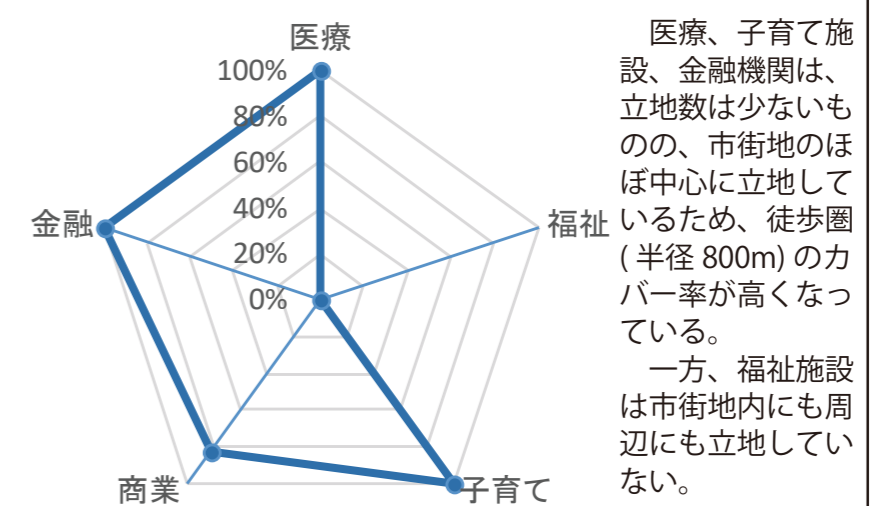 医療
100%
80%
60%
40%
20%
0%
金融
福祉
商業
子育て
医療、子育て施
設、金融機関は、
立地数は少ないも
のの、市街地のほ
ぼ中心に立地して
いるため、徒歩圏
(半径 800m) のカ
バー率が高くなっ
ている。
一方、福祉施設
は市街地内にも周
辺にも立地してい
ない。